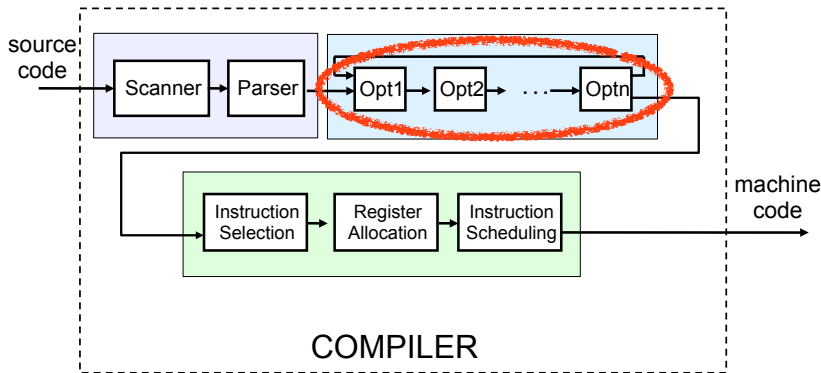 source
code
Scanner
Parser
Opt1
Opt2
. . .
Optn
Instruction
Selection
Register
Allocation
Instruction
Scheduling
machine
code
COMPILER